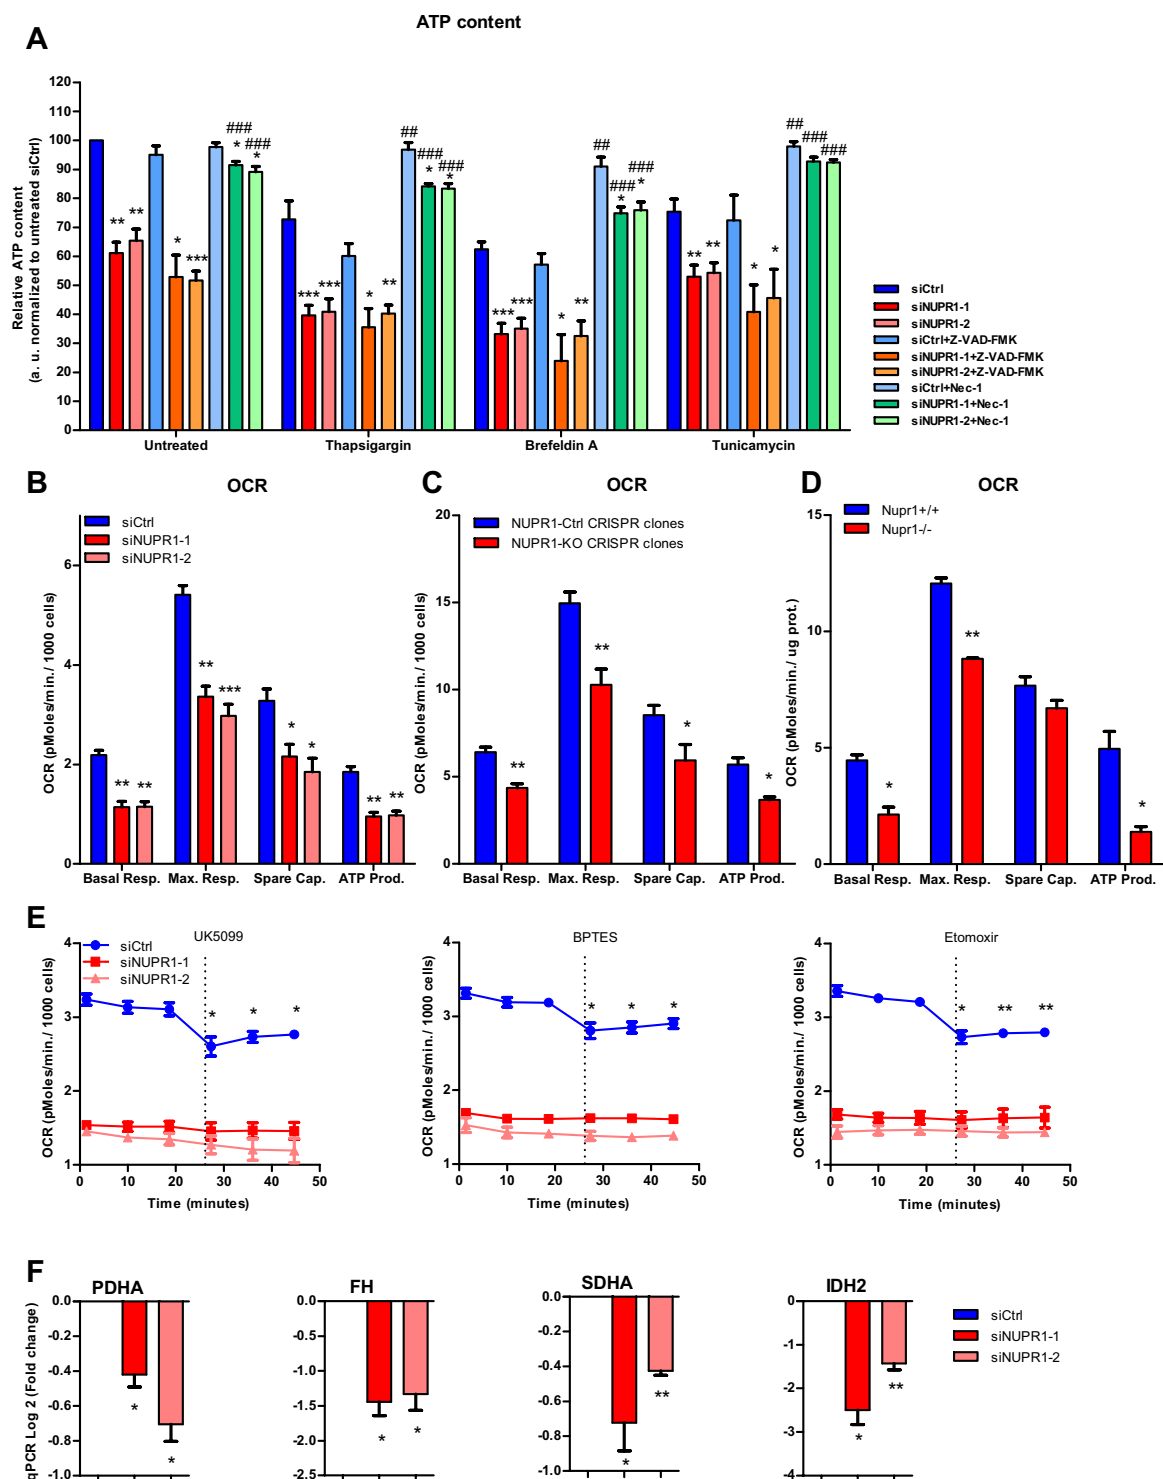 ATP content
A
Relative ATP content
(a. u. normalized to untreated siCtrl)
120
110
100
90
80
70
60
50
40
30
20
10
0
** ** * *** ### * ### *
*** *** * ** ## ### * ### *
*** *** * ** ## ### * ### *
** ** * * ## ### ###
Untreated Thapsigargin Brefeldin A Tunicamycin
siCtrl
siNUPR1-1
siNUPR1-2
siCtrl+Z-VAD-FMK
siNUPR1-1+Z-VAD-FMK
siNUPR1-2+Z-VAD-FMK
siCtrl+Nec-1
siNUPR1-1+Nec-1
siNUPR1-2+Nec-1
B
OCR
siCtrl
siNUPR1-1
siNUPR1-2
OCR (pMoles/min./ 1000 cells)
6
4
2
0
** ** ** *** * * ** **
Basal Resp. Max. Resp. Spare Cap. ATP Prod.
C
OCR
NUPR1-Ctrl CRISPR clones
NUPR1-KO CRISPR clones
OCR (pMoles/min./ 1000 cells)
20
15
10
5
0
** ** * *
Basal Resp. Max. Resp. Spare Cap. ATP Prod.
D
OCR
Nupr1+/+
Nupr1-/-
OCR (pMoles/min./ ug prot.)
15
10
5
0
* ** *
Basal Resp. Max. Resp. Spare Cap. ATP Prod.
E
UK5099
siCtrl
siNUPR1-1
siNUPR1-2
OCR (pMoles/min./ 1000 cells)
4
3
2
1
* * *
0 10 20 30 40 50
Time (minutes)
BPTES
OCR (pMoles/min./ 1000 cells)
4
3
2
1
* * *
0 10 20 30 40 50
Time (minutes)
Etomoxir
OCR (pMoles/min./ 1000 cells)
4
3
2
1
* ** **
0 10 20 30 40 50
Time (minutes)
F
PDHA
qPCR Log 2 (Fold change)
0.0
-0.2
-0.4
-0.6
-0.8
-1.0
* *
FH
0.0
-0.5
-1.0
-1.5
-2.0
-2.5
* *
SDHA
0.0
-0.2
-0.4
-0.6
-0.8
-1.0
* **
IDH2
0
-1
-2
-3
-4
* **
siCtrl
siNUPR1-1
siNUPR1-2